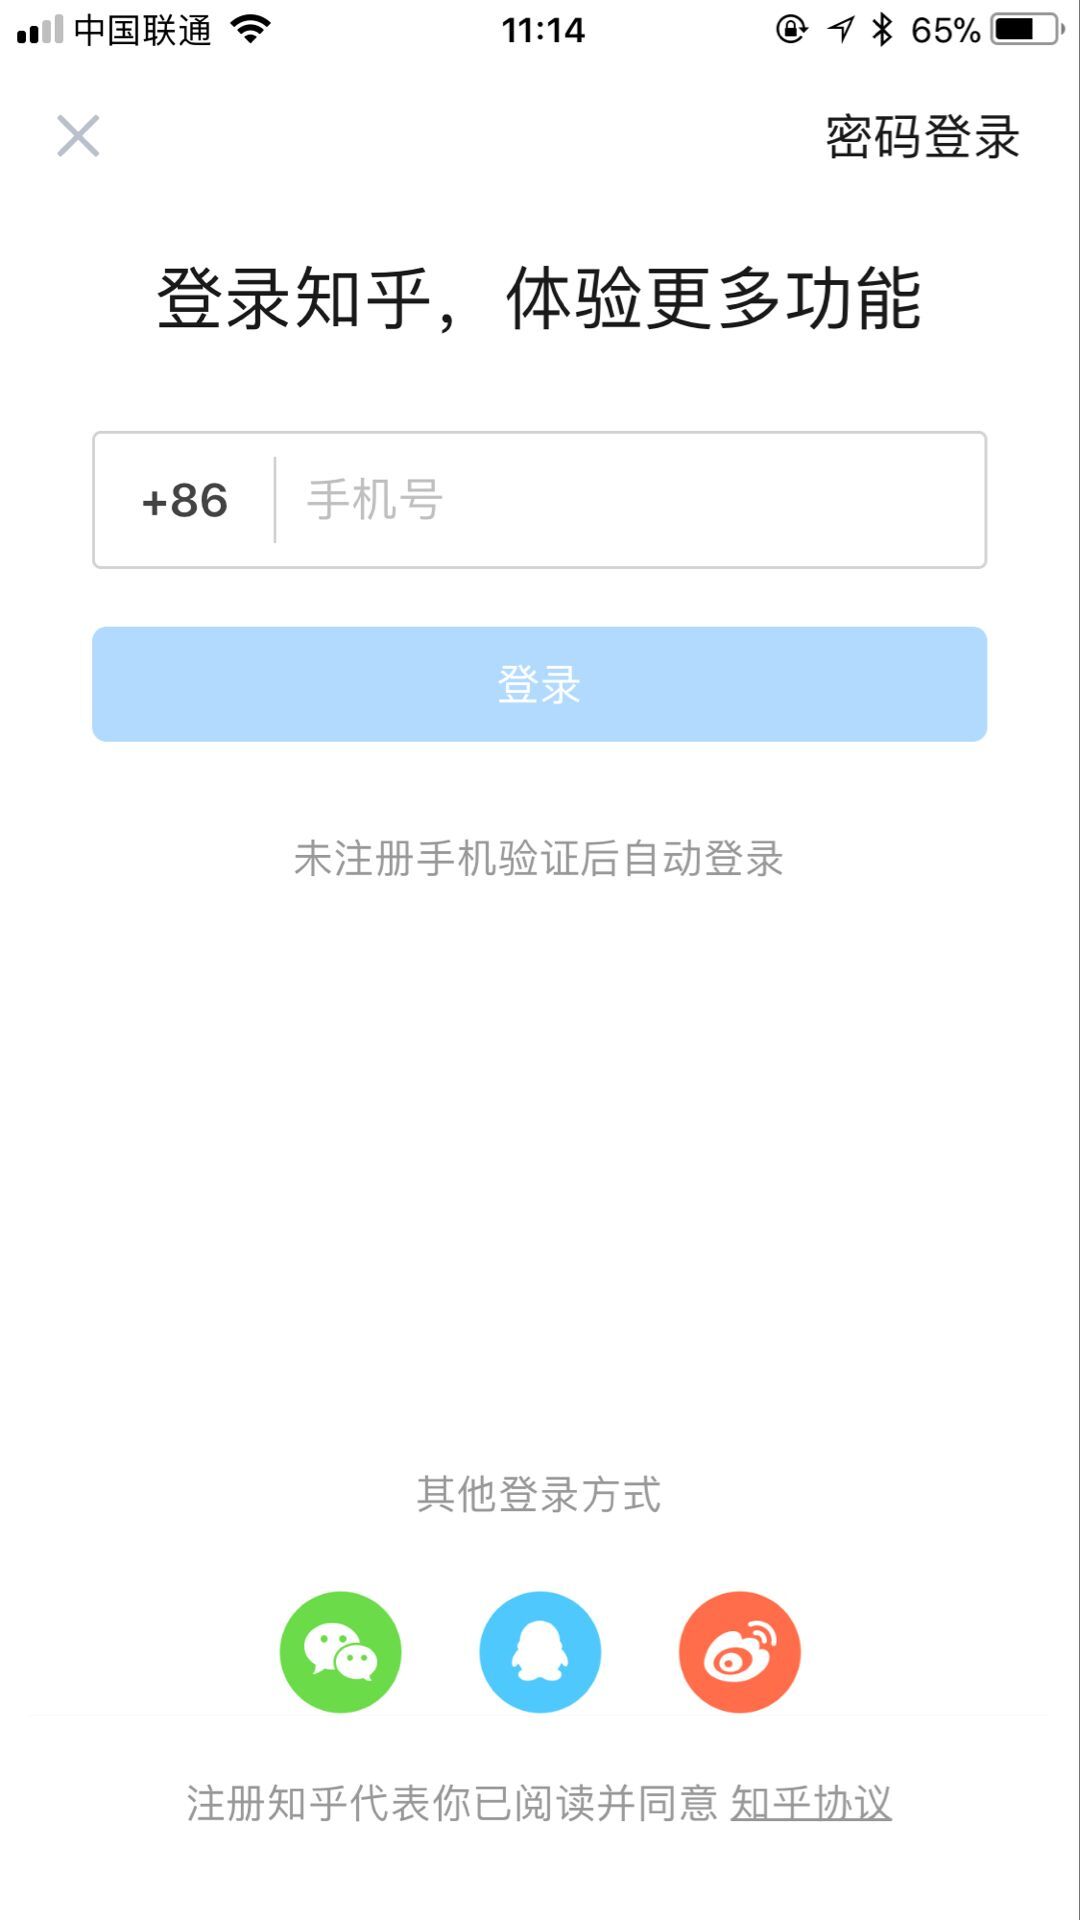 中国联通 11:14 65%
密码登录
登录知乎，体验更多功能
+86 手机号
登录
未注册手机验证后自动登录
其他登录方式
注册知乎代表你已阅读并同意 知乎协议